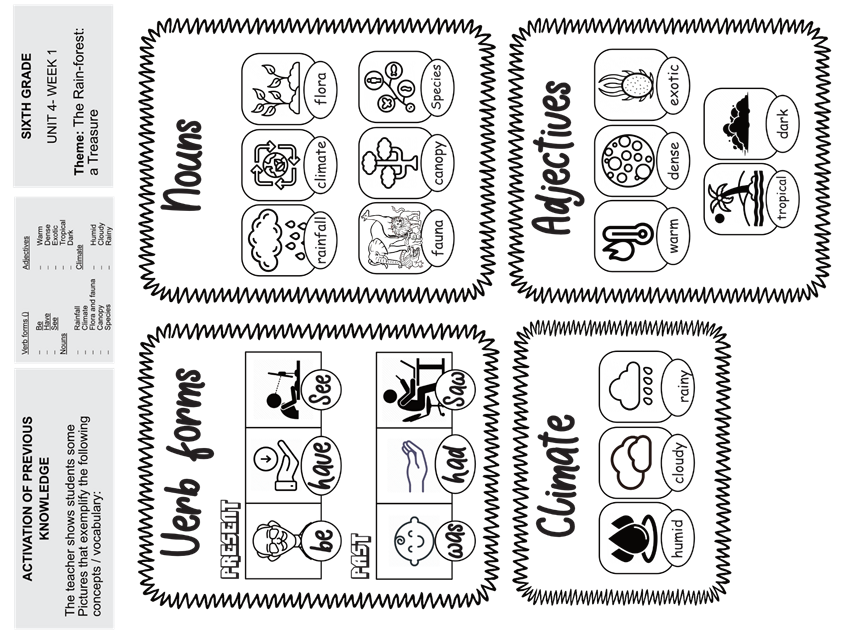 ACTIVATION OF PREVIOUS
KNOWLEDGE
The teacher shows students some
Pictures that exemplify the following
concepts / vocabulary:
Verb forms
– Be
– Have
– See
Nouns
– Rainfall
– Climate
– Flora and fauna
– Canopy
– Species
Adjectives
– Warm
– Dense
– Exotic
– Tropical
– Dark
Climate
– Humid
– Cloudy
– Rainy
SIXTH GRADE
UNIT 4- WEEK 1
Theme: The Rain-forest:
a Treasure
Verb forms
PRESENT
be
have
See
PAST
was
had
Saw
Nouns
rainfall
climate
flora
fauna
canopy
Species
Climate
humid
cloudy
rainy
Adjectives
warm
dense
exotic
tropical
dark